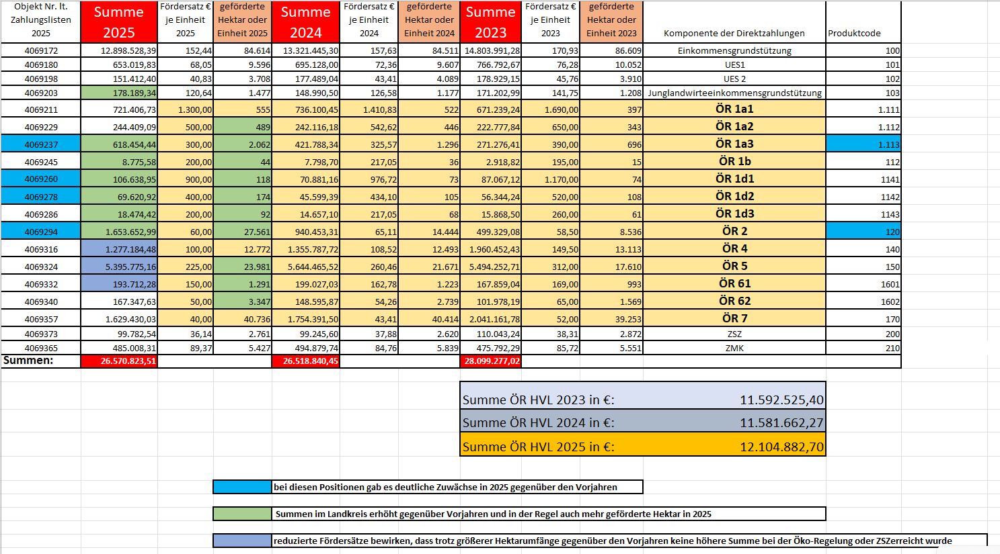 Objekt Nr. lt. Zahlungslisten 2025 | Summe 2025 | Fördersatz € je Einheit 2025 | geförderte Hektar oder Einheit 2025 | Summe 2024 | Fördersatz € je Einheit 2024 | geförderte Hektar oder Einheit 2024 | Summe 2023 | Fördersatz € je Einheit 2023 | geförderte Hektar oder Einheit 2023 | Komponente der Direktzahlungen | Produktcode
4069172 | 12.898.528,39 | 152,44 | 84.614 | 13.321.445,30 | 157,63 | 84.511 | 14.803.991,28 | 170,93 | 86.609 | Einkommensgrundstützung | 100
4069180 | 653.019,83 | 68,05 | 9.596 | 695.128,00 | 72,36 | 9.607 | 766.792,67 | 76,28 | 10.052 | UES1 | 101
4069198 | 151.412,40 | 40,83 | 3.708 | 177.489,04 | 43,41 | 4.089 | 178.929,15 | 45,76 | 3.910 | UES 2 | 102
4069203 | 178.189,34 | 120,64 | 1.477 | 148.990,50 | 126,58 | 1.177 | 171.202,99 | 141,75 | 1.208 | Junglandwirteeinkommensgrundstützung | 103
4069211 | 721.406,73 | 1.300,00 | 555 | 736.100,45 | 1.410,83 | 522 | 671.239,24 | 1.690,00 | 397 | ÖR 1a1 | 1.111
4069229 | 244.409,09 | 500,00 | 489 | 242.116,18 | 542,62 | 446 | 222.777,84 | 650,00 | 343 | ÖR 1a2 | 1.112
4069237 | 618.454,44 | 300,00 | 2.062 | 421.788,34 | 325,57 | 1.296 | 271.276,41 | 390,00 | 696 | ÖR 1a3 | 1.113
4069245 | 8.775,58 | 200,00 | 44 | 7.798,70 | 217,05 | 36 | 2.918,82 | 195,00 | 15 | ÖR 1b | 112
4069260 | 106.638,95 | 900,00 | 118 | 70.881,16 | 976,72 | 73 | 87.067,12 | 1.170,00 | 74 | ÖR 1d1 | 1141
4069278 | 69.620,92 | 400,00 | 174 | 45.599,39 | 434,10 | 105 | 56.344,24 | 520,00 | 108 | ÖR 1d2 | 1142
4069286 | 18.474,42 | 200,00 | 92 | 14.657,10 | 217,05 | 68 | 15.868,50 | 260,00 | 61 | ÖR 1d3 | 1143
4069294 | 1.653.652,99 | 60,00 | 27.561 | 940.453,31 | 65,11 | 14.444 | 499.329,08 | 58,50 | 8.536 | ÖR 2 | 120
4069316 | 1.277.184,48 | 100,00 | 12.772 | 1.355.787,72 | 108,52 | 12.493 | 1.960.452,43 | 149,50 | 13.113 | ÖR 4 | 140
4069324 | 5.395.775,16 | 225,00 | 23.981 | 5.644.465,52 | 260,46 | 21.671 | 5.494.252,71 | 312,00 | 17.610 | ÖR 5 | 150
4069332 | 193.712,28 | 150,00 | 1.291 | 199.027,03 | 162,78 | 1.223 | 167.859,04 | 169,00 | 993 | ÖR 61 | 1601
4069340 | 167.347,63 | 50,00 | 3.347 | 148.595,87 | 54,26 | 2.739 | 101.978,19 | 65,00 | 1.569 | ÖR 62 | 1602
4069357 | 1.629.430,03 | 40,00 | 40.736 | 1.754.391,50 | 43,41 | 40.414 | 2.041.161,78 | 52,00 | 39.253 | ÖR 7 | 170
4069373 | 99.782,54 | 36,14 | 2.761 | 99.245,60 | 37,88 | 2.620 | 110.043,24 | 38,31 | 2.872 | ZSZ | 200
4069365 | 485.008,31 | 89,37 | 5.427 | 494.879,74 | 84,76 | 5.839 | 475.792,29 | 85,72 | 5.551 | ZMK | 210
Summen: | 26.570.823,51 | 26.518.840,45 | 28.099.277,02
Summe ÖR HVL 2023 in €: 11.592.525,40
Summe ÖR HVL 2024 in €: 11.581.662,27
Summe ÖR HVL 2025 in €: 12.104.882,70
bei diesen Positionen gab es deutliche Zuwächse in 2025 gegenüber den Vorjahren
Summen im Landkreis erhöht gegenüber Vorjahren und in der Regel auch mehr geförderte Hektar in 2025
reduzierte Fördersätze bewirken, dass trotz größerer Hektarumfänge gegenüber den Vorjahren keine höhere Summe bei der Öko-Regelung oder ZSZerreicht wurde